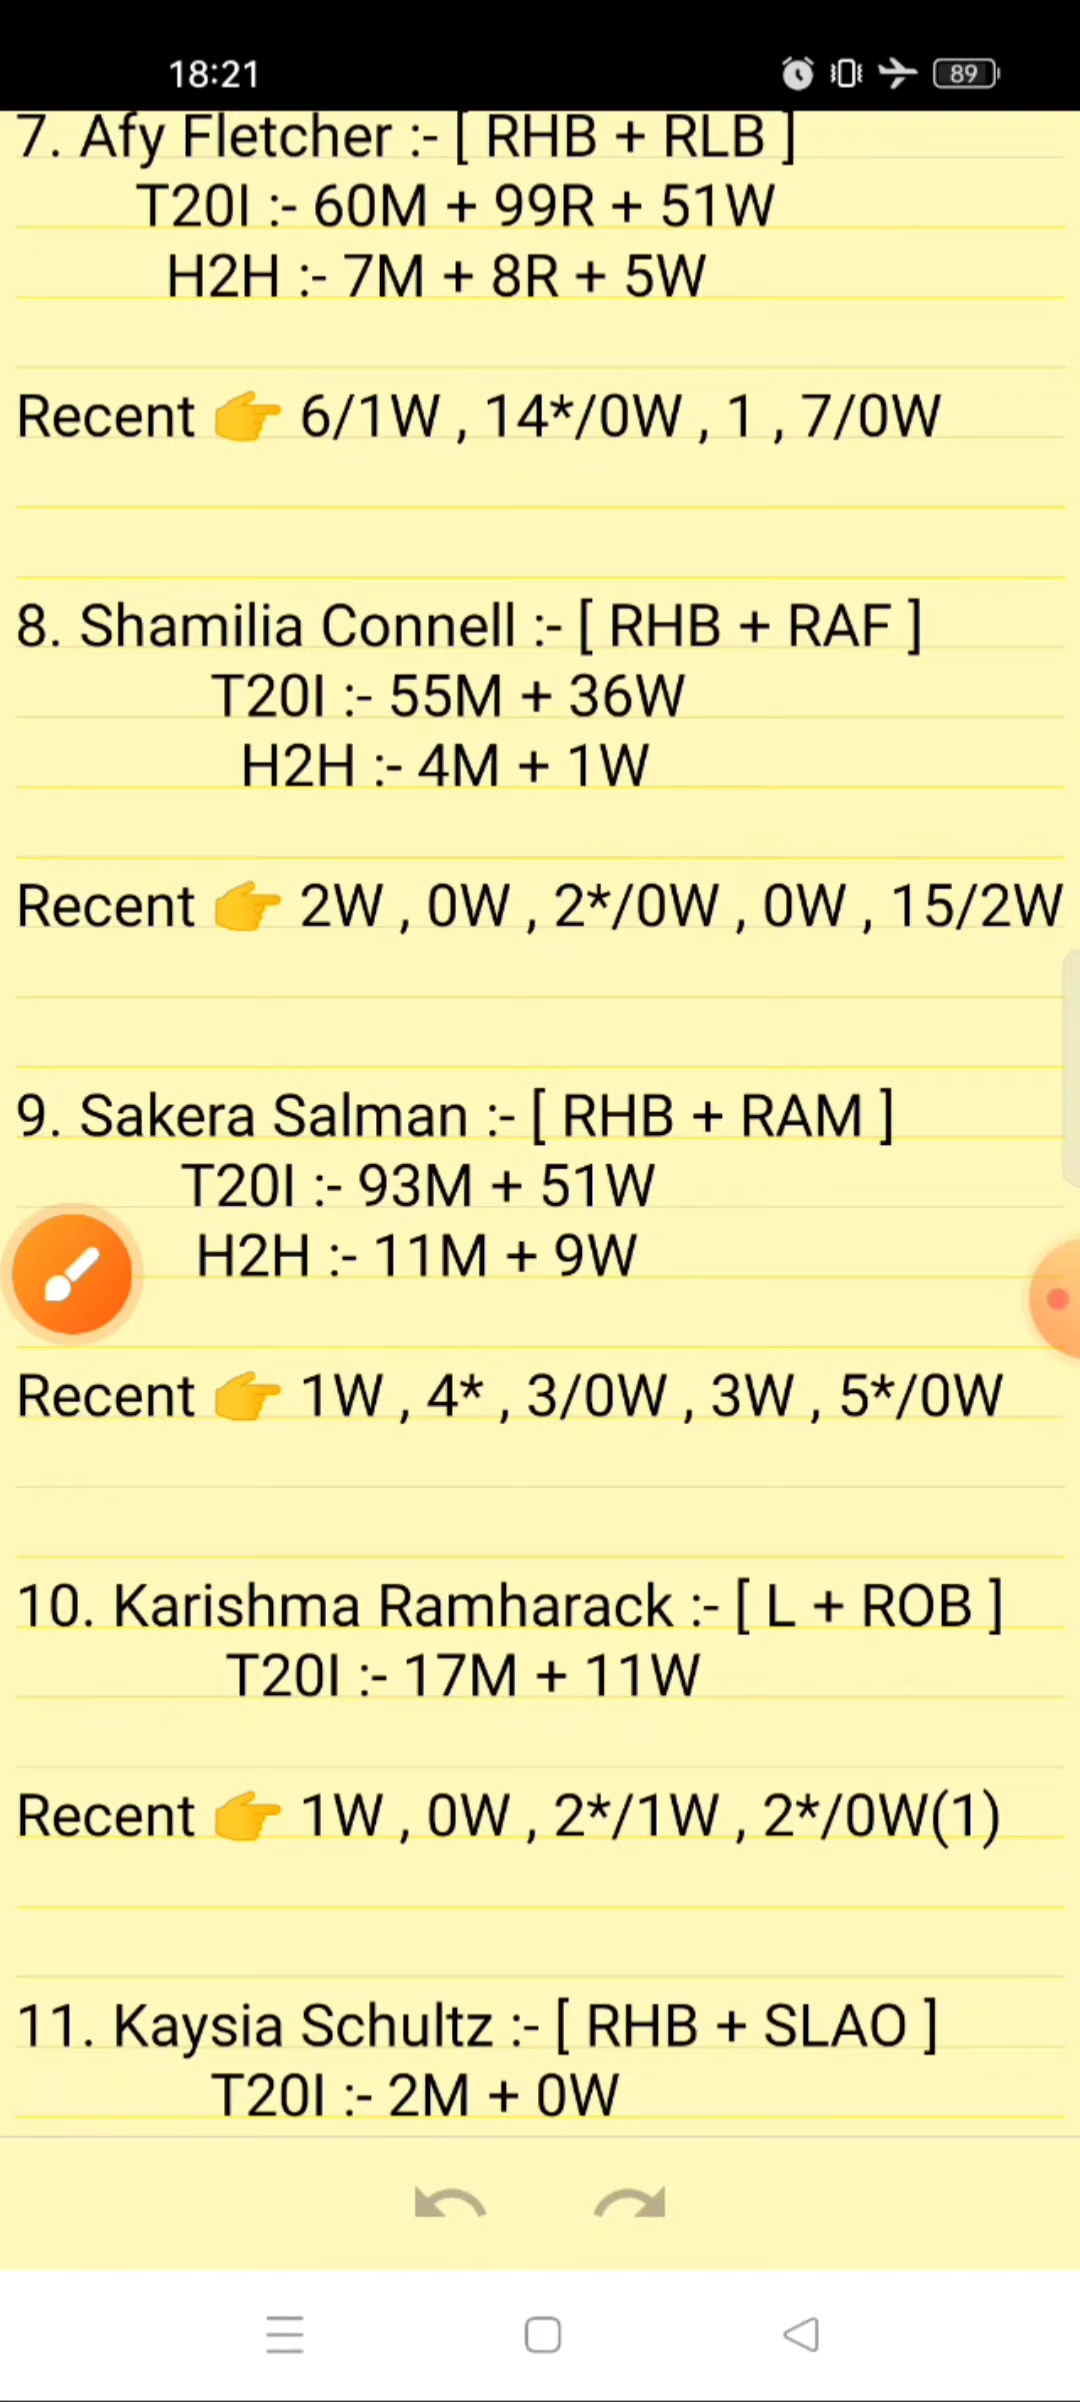 18:21
89
7. Afy Fletcher :- [ RHB + RLB ]
T20I :- 60M + 99R + 51W
H2H :- 7M + 8R + 5W
Recent 👉 6/1W , 14*/0W , 1 , 7/0W
8. Shamilia Connell :- [ RHB + RAF ]
T20I :- 55M + 36W
H2H :- 4M + 1W
Recent 👉 2W , 0W , 2*/0W , 0W , 15/2W
9. Sakera Salman :- [ RHB + RAM ]
T20I :- 93M + 51W
H2H :- 11M + 9W
Recent 👉 1W , 4* , 3/0W , 3W , 5*/0W
10. Karishma Ramharack :- [ L + ROB ]
T20I :- 17M + 11W
Recent 👉 1W , 0W , 2*/1W , 2*/0W(1)
11. Kaysia Schultz :- [ RHB + SLAO ]
T20I :- 2M + 0W